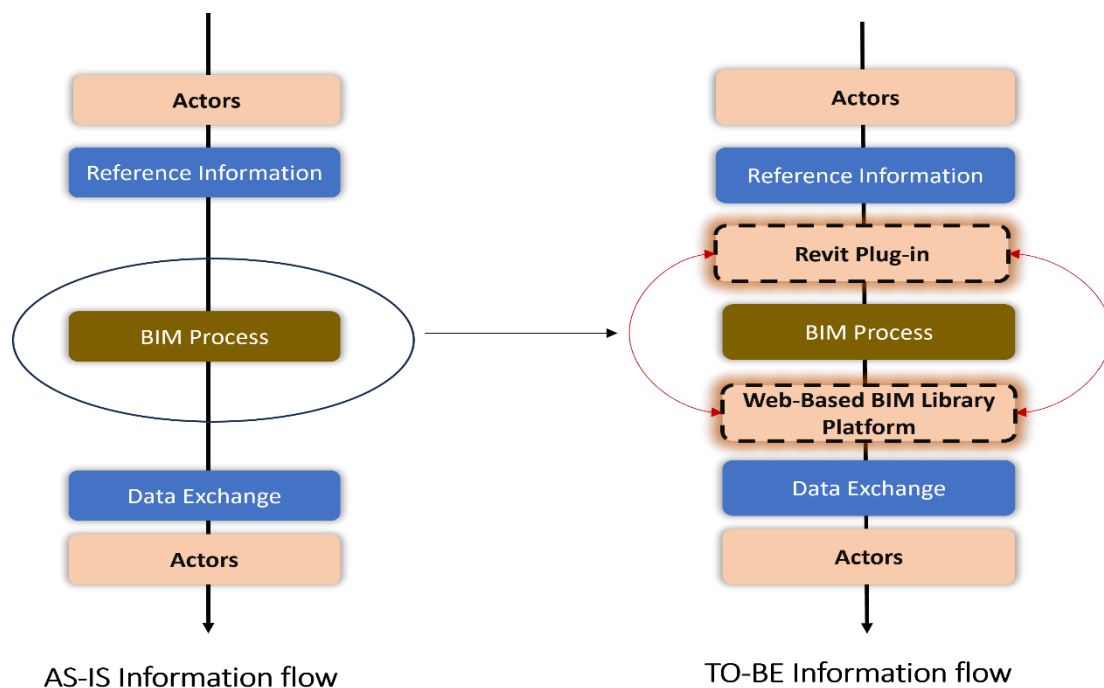 Actors
Reference Information
BIM Process
Data Exchange
Actors
AS-IS Information flow
Actors
Reference Information
Revit Plug-in
BIM Process
Web-Based BIM Library
Platform
Data Exchange
Actors
TO-BE Information flow